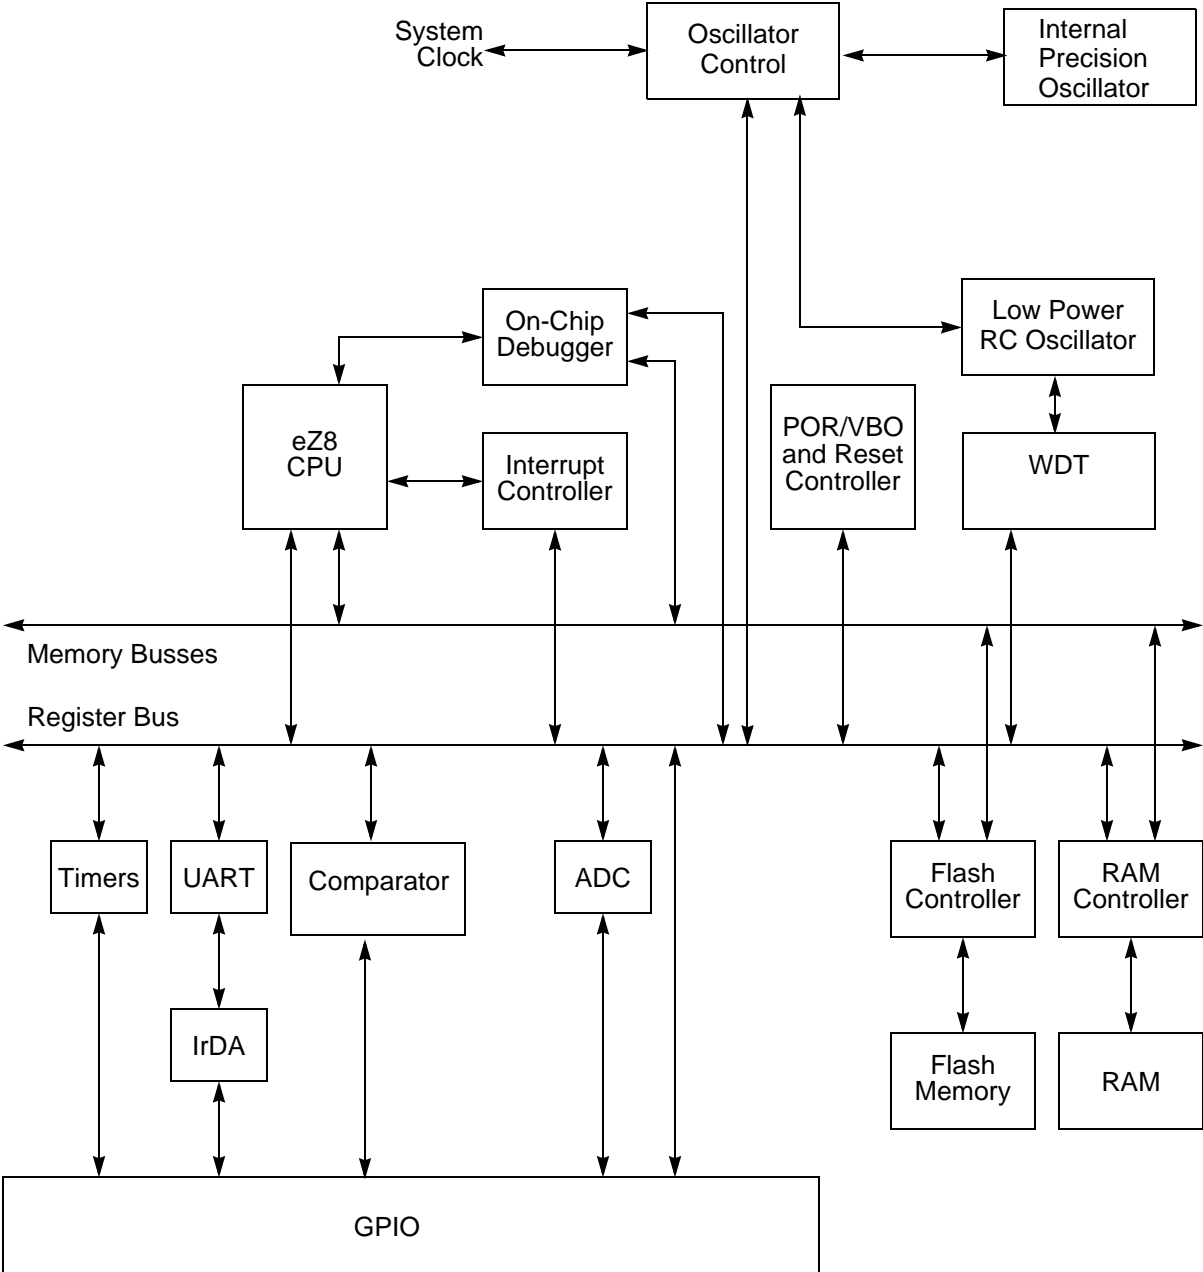 System
Clock
Oscillator
Control
Internal
Precision
Oscillator
On-Chip
Debugger
Low Power
RC Oscillator
eZ8
CPU
Interrupt
Controller
POR/VBO
and Reset
Controller
WDT
Memory Busses
Register Bus
Timers
UART
Comparator
ADC
Flash
Controller
RAM
Controller
IrDA
Flash
Memory
RAM
GPIO